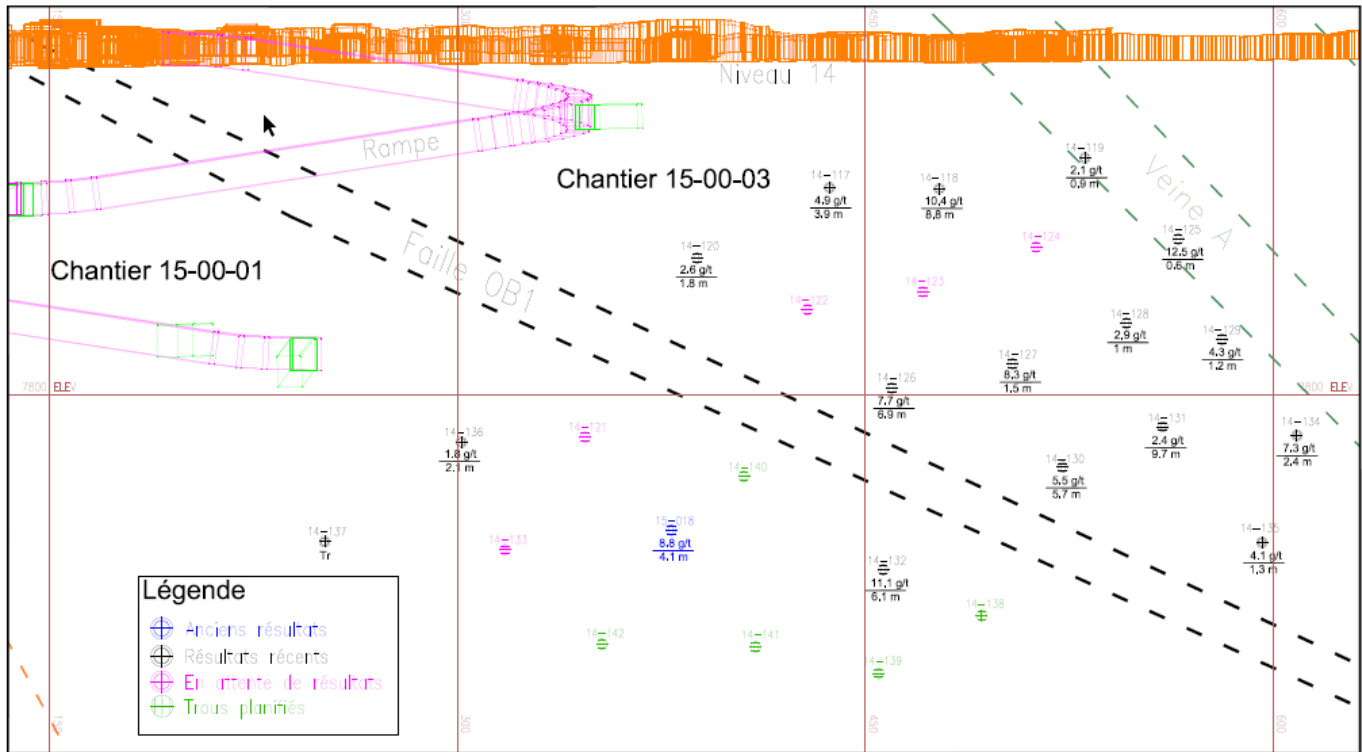 150
300
450
600
Niveau 14
Rampe
Chantier 15-00-03
Chantier 15-00-01
Faille OB1
Veine A
14-119
2.1 g/t
0.9 m
14-117
4.9 g/t
3.9 m
14-118
10.4 g/t
8.8 m
14-124
14-125
12.5 g/t
0.6 m
14-120
2.6 g/t
1.8 m
14-123
14-122
14-128
2.9 g/t
1 m
14-129
4.3 g/t
1.2 m
14-127
8.3 g/t
1.5 m
14-126
7.7 g/t
6.9 m
7800 ELEV
7800 ELEV
14-131
2.4 g/t
9.7 m
14-134
7.3 g/t
2.4 m
14-136
1.8 g/t
2.1 m
14-121
14-130
5.5 g/t
5.7 m
14-140
15-018
8.8 g/t
4.1 m
14-137
Tr
14-133
14-135
4.1 g/t
1.3 m
14-132
11.1 g/t
6.1 m
14-138
14-142
14-141
14-139
Légende
Anciens résultats
Résultats récents
En attente de résultats
Trous planifiés
150
300
450
600